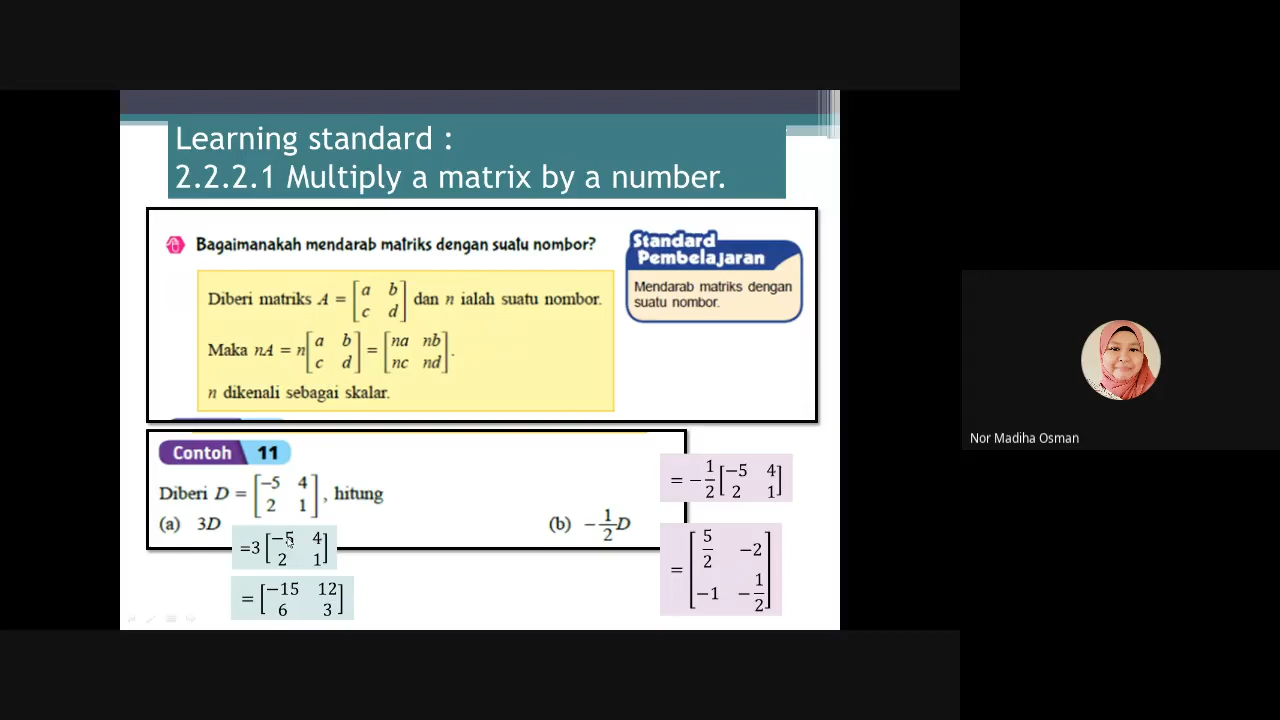 Learning standard :
2.2.2.1 Multiply a matrix by a number.
Bagaimanakah mendarab matriks dengan suatu nombor?
Standard
Pembelajaran
Mendarab matriks dengan
suatu nombor.
Diberi matriks A = [a b; c d] dan n ialah suatu nombor.
Maka nA = n[a b; c d] = [na nb; nc nd].
n dikenali sebagai skalar.
Contoh 11
Diberi D = [−5 4; 2 1], hitung
(a) 3D
=3 [−5 4; 2 1]
= [−15 12; 6 3]
(b) −1/2 D
= −1/2 [−5 4; 2 1]
= [5/2 −2; −1 −1/2]
Nor Madiha Osman